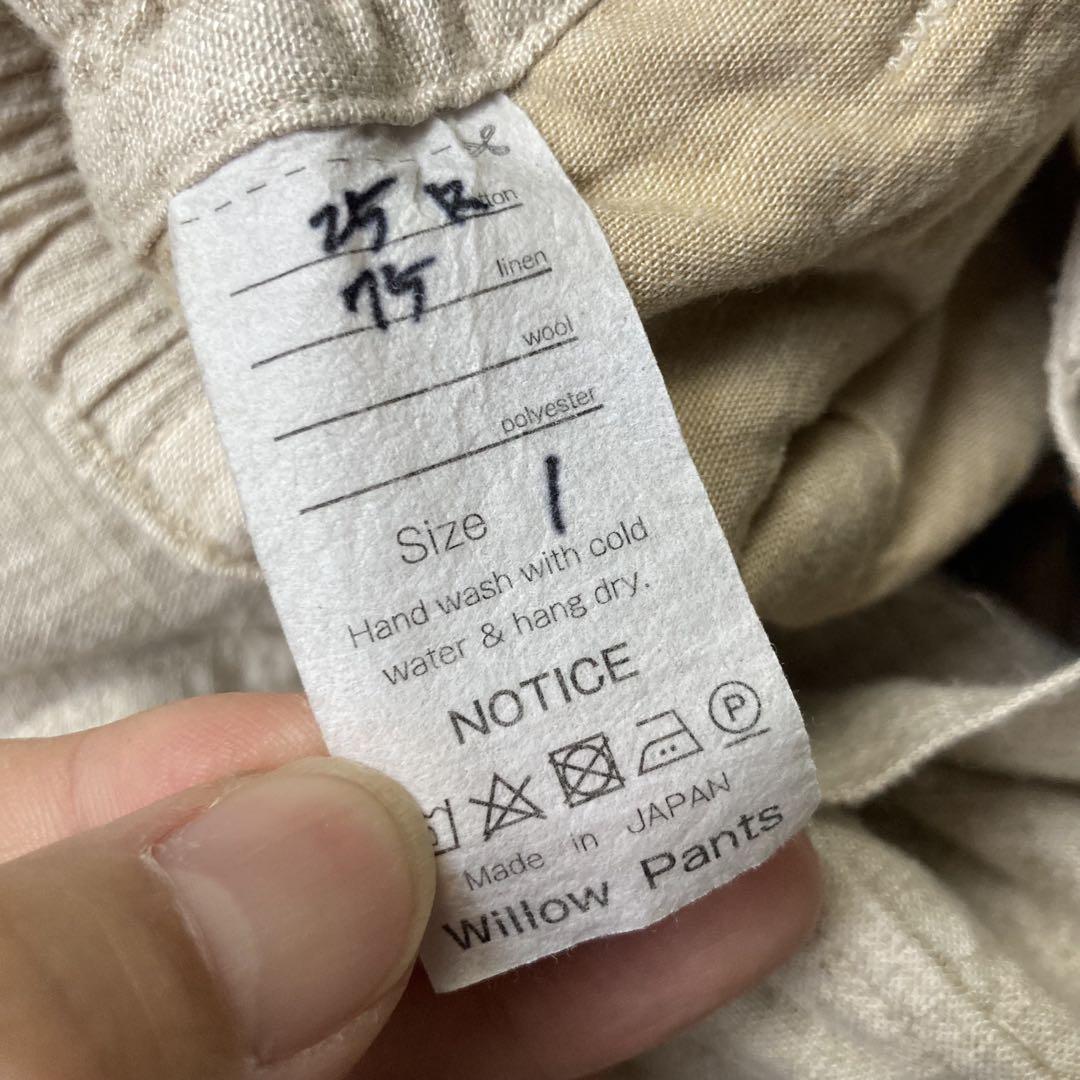 25 cotton
75 linen
wool
polyester
Size 1
Hand wash with cold
water & hang dry.
NOTICE
P
Made in JAPAN
Willow Pants